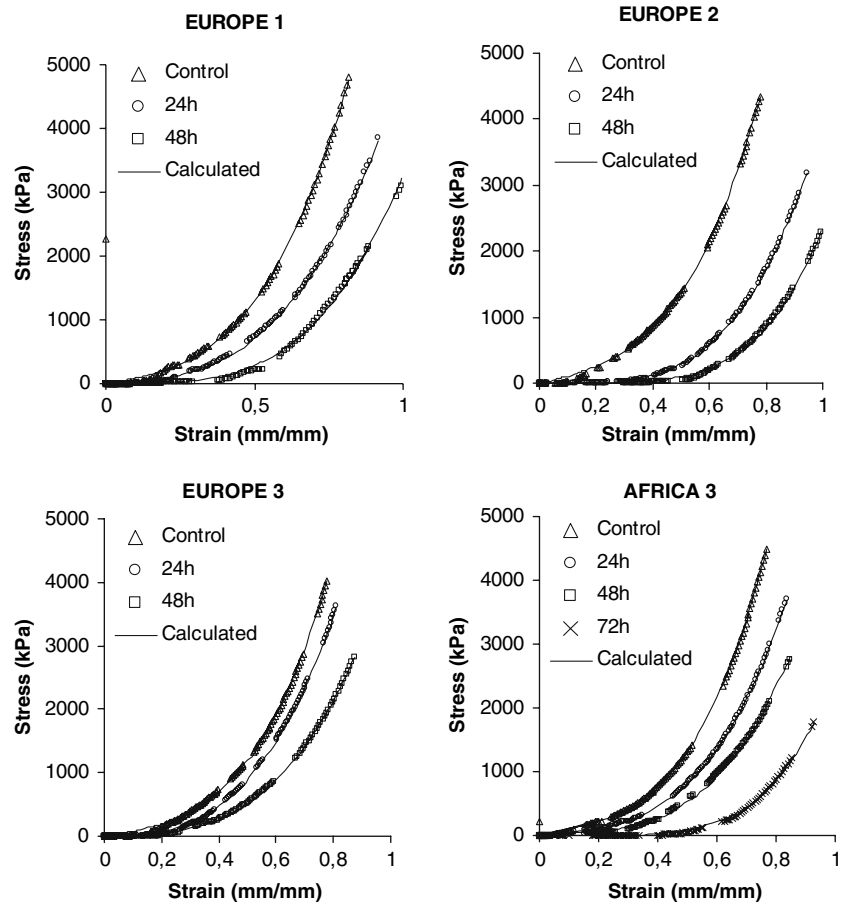 EUROPE 1
5000
4000
3000
2000
1000
0
Stress (kPa)
Control
24h
48h
Calculated
0
0,5
1
Strain (mm/mm)
EUROPE 2
5000
4000
3000
2000
1000
0
Stress (kPa)
Control
24h
48h
Calculated
0
0,2
0,4
0,6
0,8
1
Strain (mm/mm)
EUROPE 3
5000
4000
3000
2000
1000
0
Stress (kPa)
Control
24h
48h
Calculated
0
0,2
0,4
0,6
0,8
1
Strain (mm/mm)
AFRICA 3
5000
4000
3000
2000
1000
0
Stress (kPa)
Control
24h
48h
72h
Calculated
0
0,2
0,4
0,6
0,8
1
Strain (mm/mm)